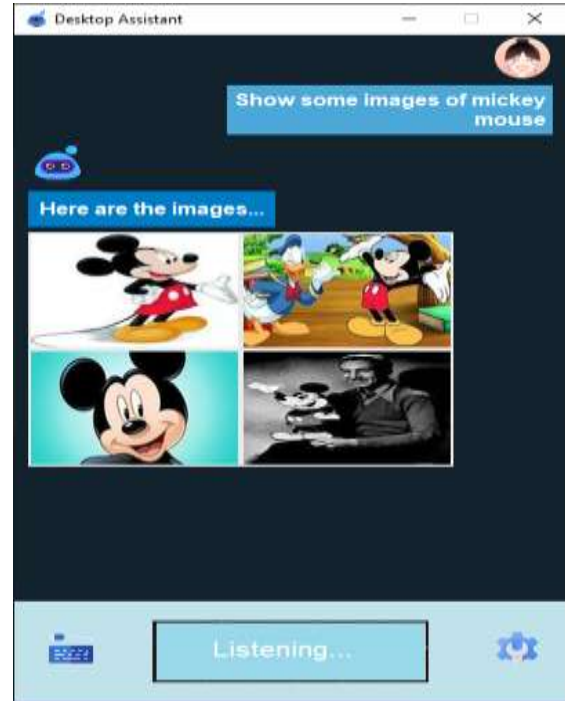 Desktop Assistant
Show some images of mickey
mouse
Here are the images...
Listening...